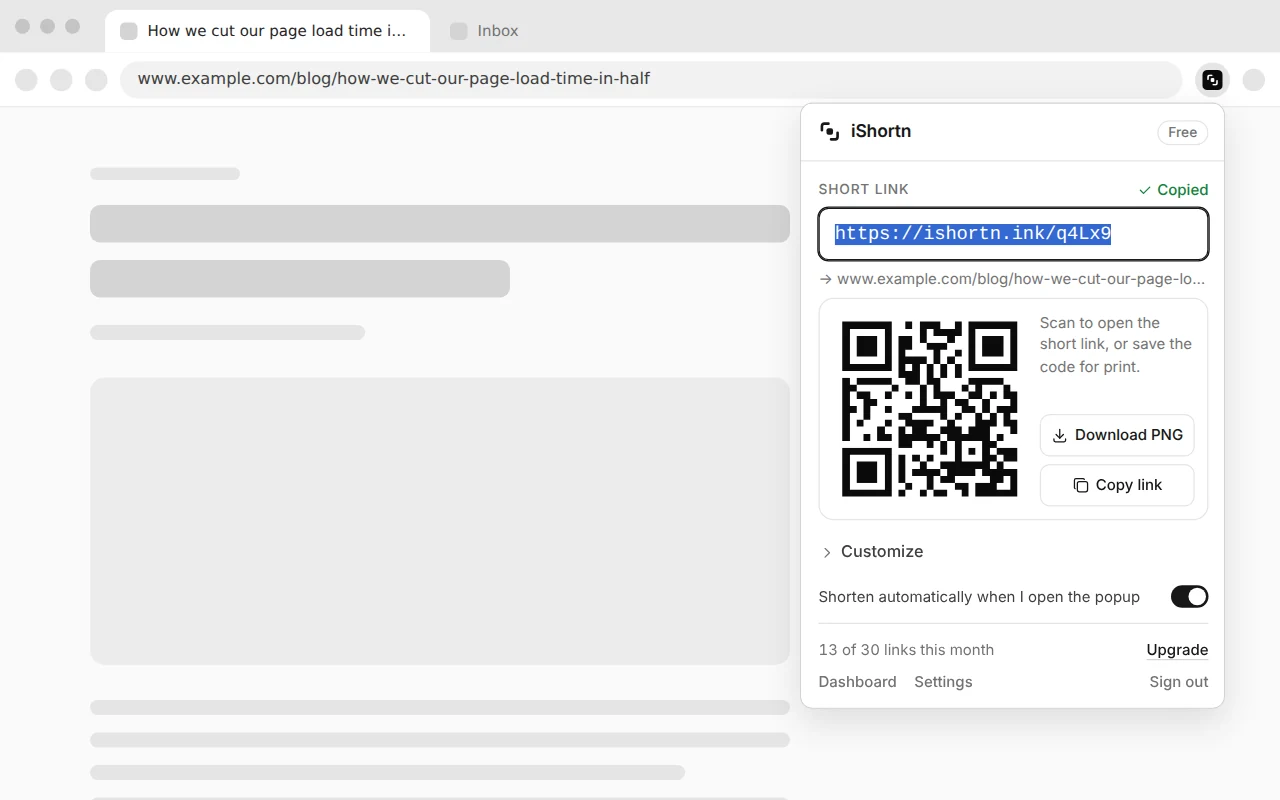 How we cut our page load time i...
Inbox
www.example.com/blog/how-we-cut-our-page-load-time-in-half
iShortn
Free
SHORT LINK
Copied
https://ishortn.ink/q4Lx9
→ www.example.com/blog/how-we-cut-our-page-lo...
Scan to open the
short link, or save the
code for print.
Download PNG
Copy link
Customize
Shorten automatically when I open the popup
13 of 30 links this month
Upgrade
Dashboard
Settings
Sign out